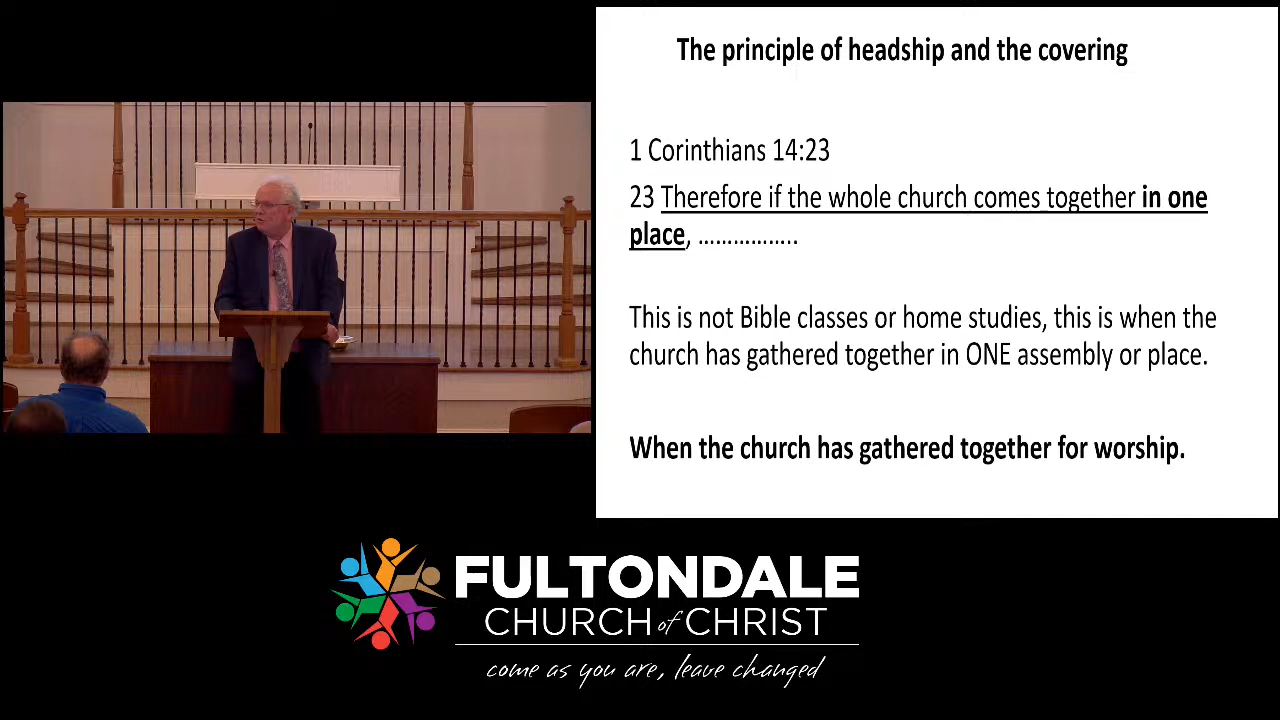 The principle of headship and the covering
1 Corinthians 14:23
23 Therefore if the whole church comes together in one
place, ……………..
This is not Bible classes or home studies, this is when the
church has gathered together in ONE assembly or place.
When the church has gathered together for worship.
FULTONDALE
CHURCH of CHRIST
come as you are, leave changed